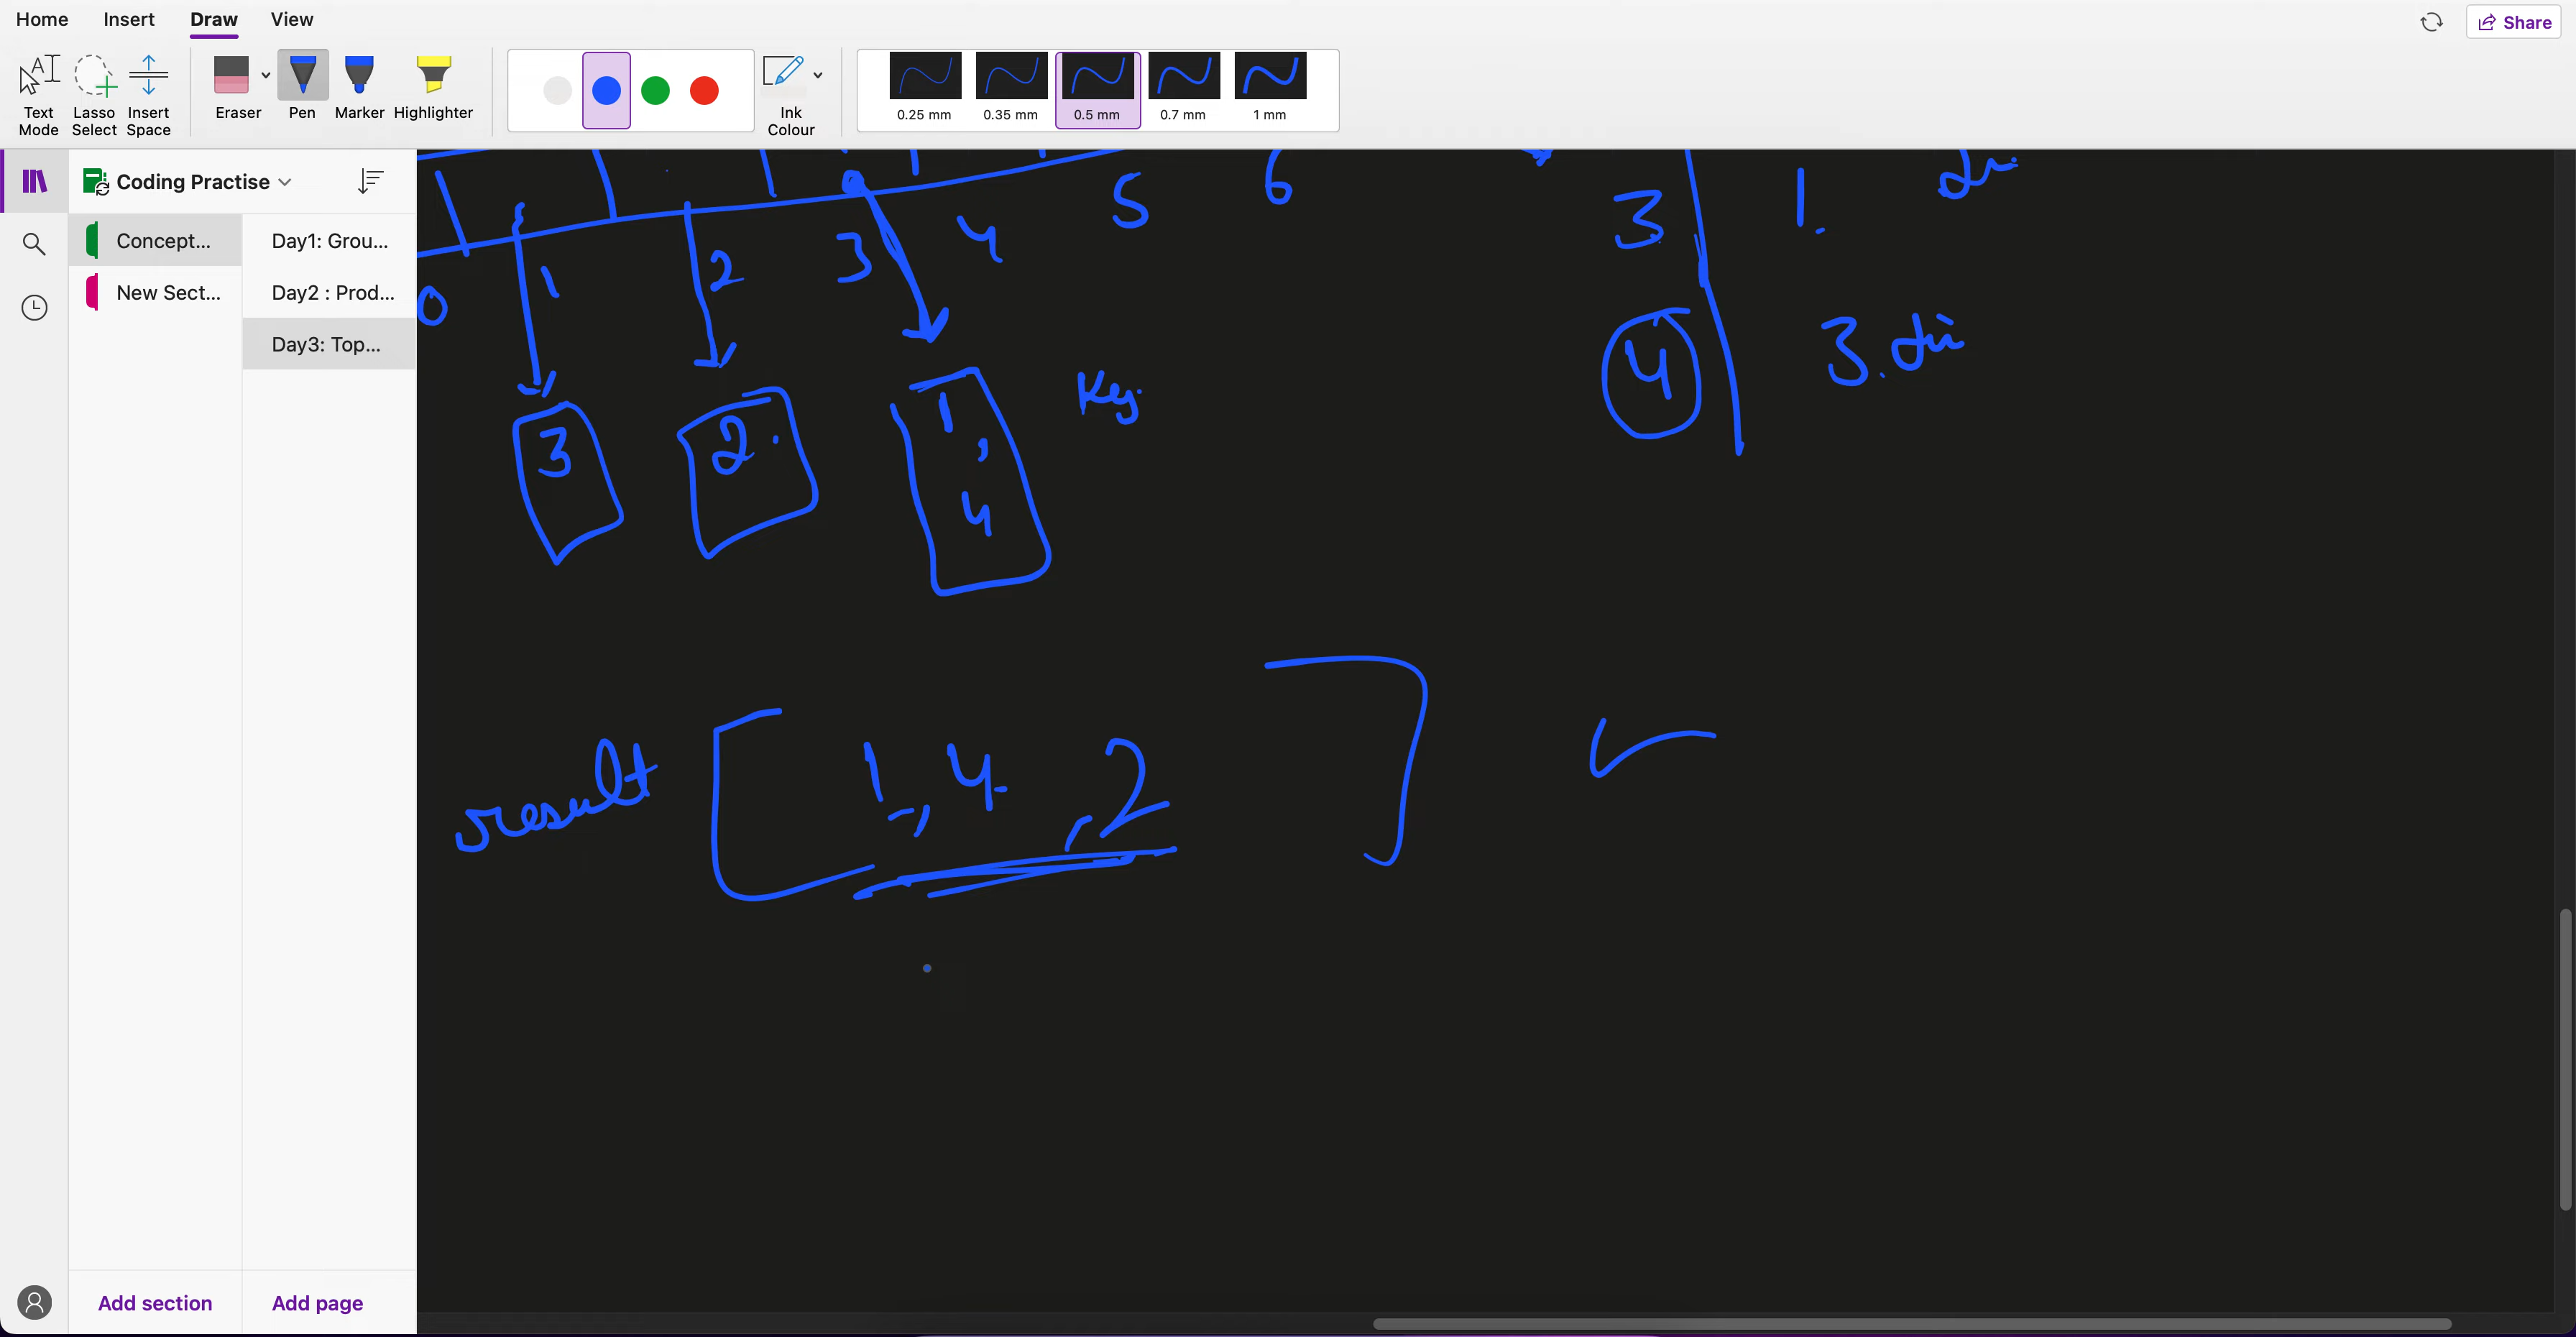 Home Insert Draw View
Share
Text Mode
Lasso Select
Insert Space
Eraser
Pen
Marker
Highlighter
Ink Colour
0.25 mm
0.35 mm
0.5 mm
0.7 mm
1 mm
Coding Practise
Concept...
New Sect...
Day1: Grou...
Day2 : Prod...
Day3: Top...
0 1 2 3 4 5 6
3 1.
4 3.
3 2. 1, 4 Key.
result [ 1, 4, 2 ]
Add section
Add page